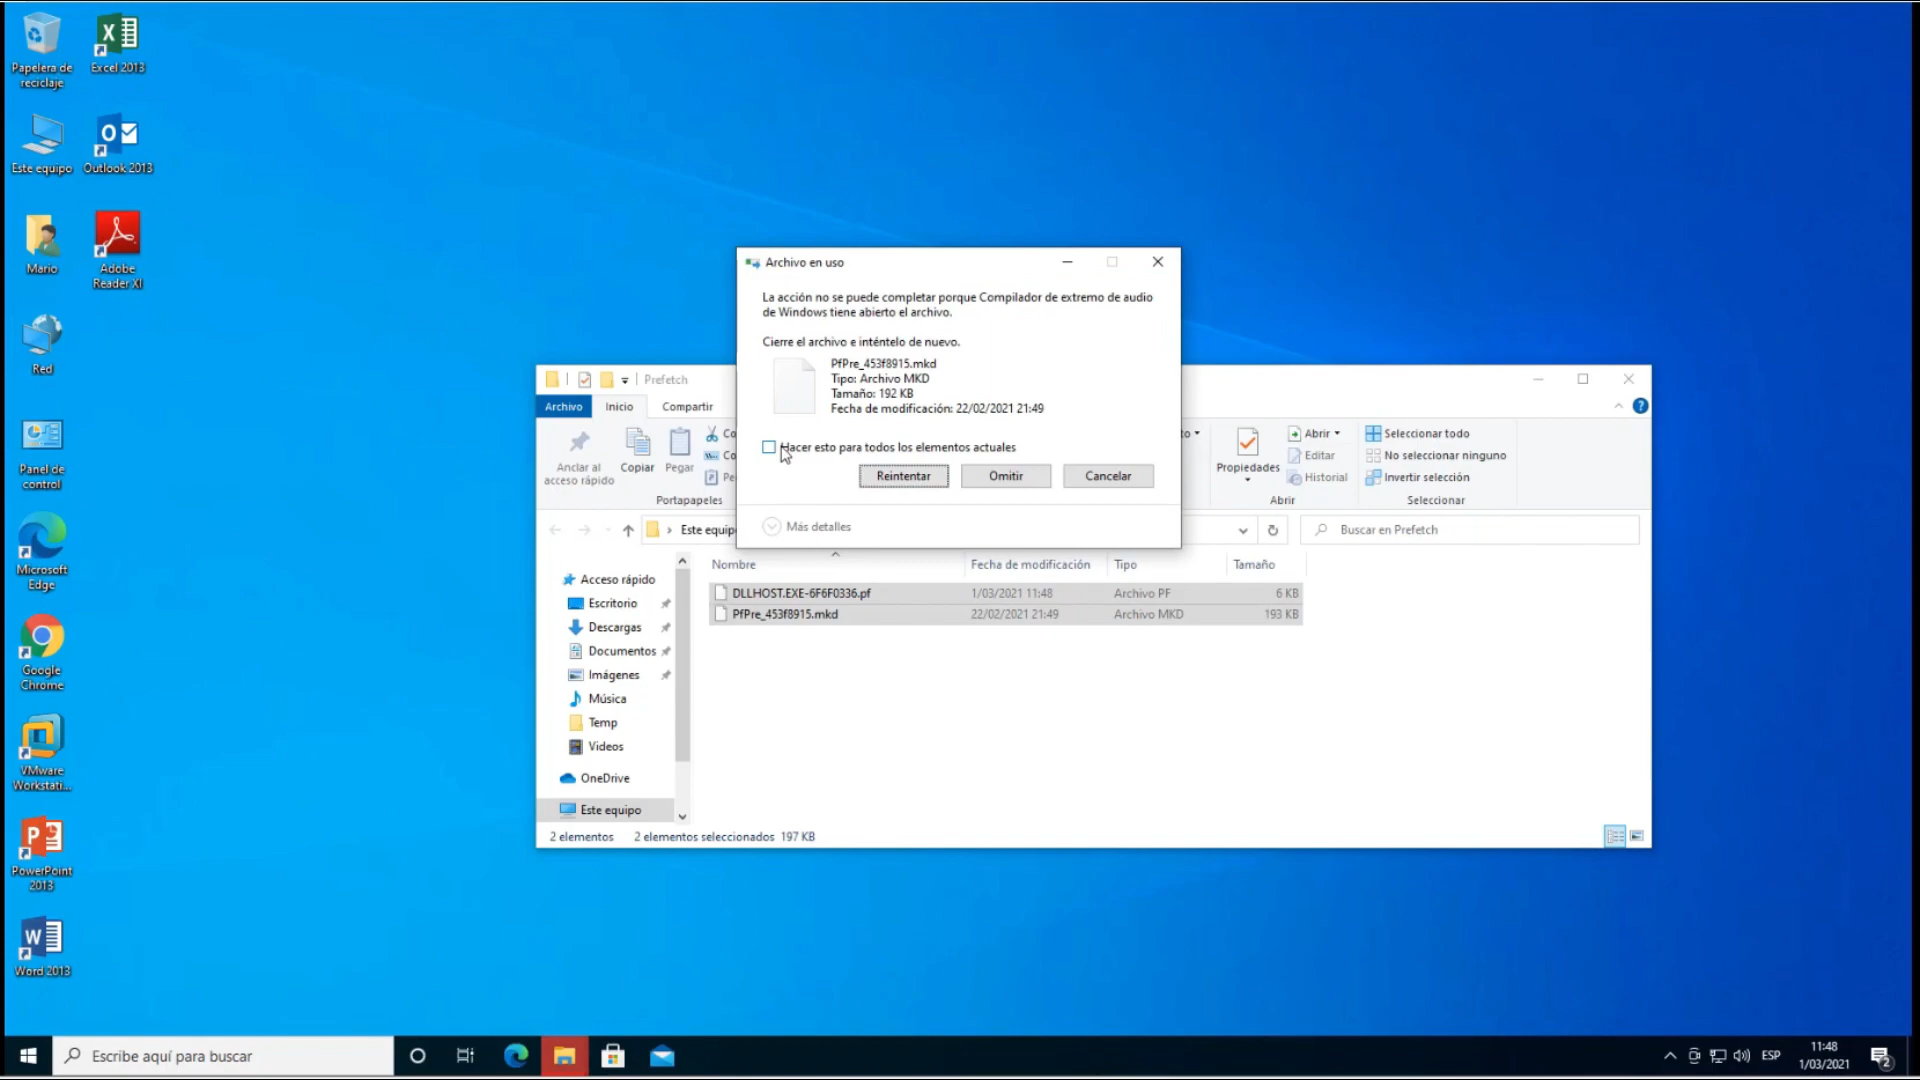 Papelera de
reciclaje
Excel 2013
Este equipo
Outlook 2013
Mario
Adobe
Reader XI
Red
Panel de
control
Microsoft
Edge
Google
Chrome
VMware
Workstati...
PowerPoint
2013
Word 2013
Archivo en uso
La acción no se puede completar porque Compilador de extremo de audio
de Windows tiene abierto el archivo.
Cierre el archivo e inténtelo de nuevo.
PfPre_453f8915.mkd
Tipo: Archivo MKD
Tamaño: 192 KB
Fecha de modificación: 22/02/2021 21:49
Hacer esto para todos los elementos actuales
Reintentar
Omitir
Cancelar
Más detalles
Prefetch
Archivo
Inicio
Compartir
Anclar al
acceso rápido
Copiar
Pegar
Co
Co
Pe
Portapapeles
to
Propiedades
Abrir
Editar
Historial
Abrir
Seleccionar todo
No seleccionar ninguno
Invertir selección
Seleccionar
Este equip
Buscar en Prefetch
Nombre
Fecha de modificación
Tipo
Tamaño
DLLHOST.EXE-6F6F0336.pf
1/03/2021 11:48
Archivo PF
6 KB
PfPre_453f8915.mkd
22/02/2021 21:49
Archivo MKD
193 KB
Acceso rápido
Escritorio
Descargas
Documentos
Imágenes
Música
Temp
Videos
OneDrive
Este equipo
2 elementos
2 elementos seleccionados 197 KB
Escribe aquí para buscar
ESP
11:48
1/03/2021
2